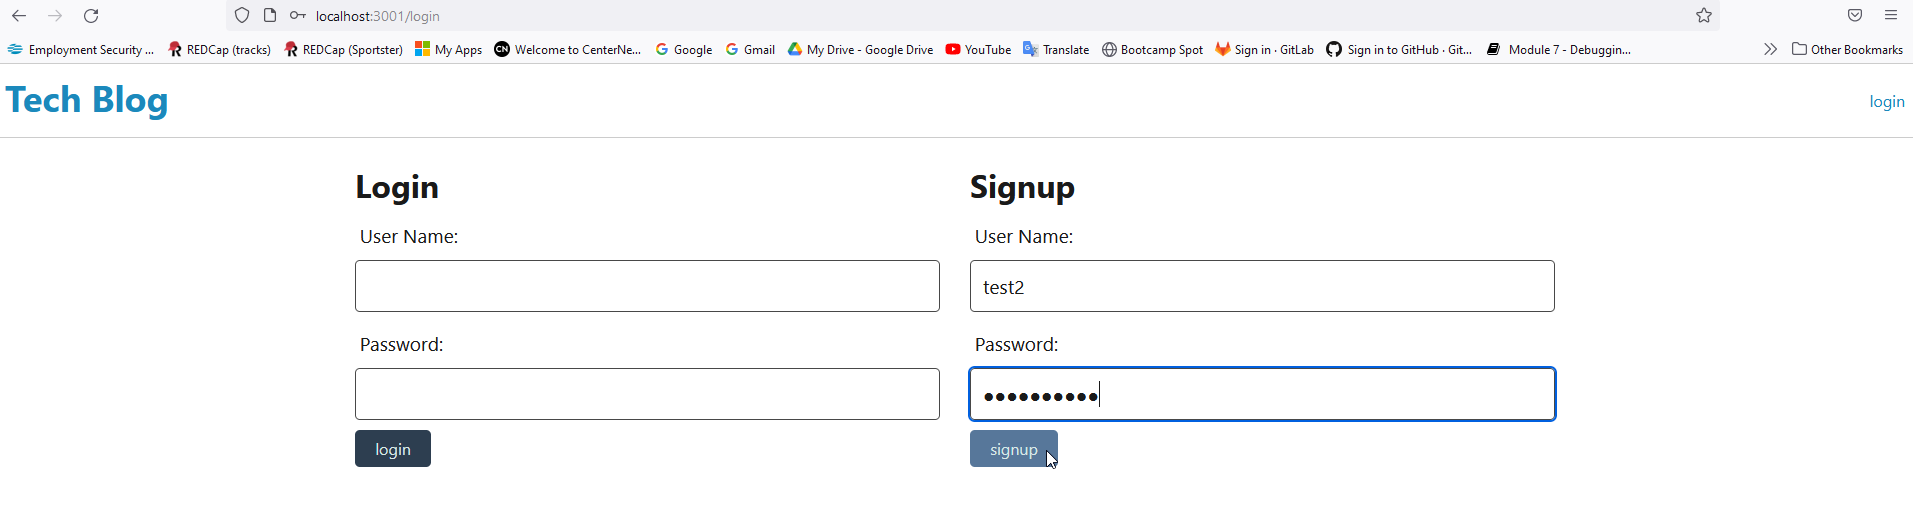 localhost:3001/login
Employment Security ... REDCap (tracks) REDCap (Sportster) My Apps CN Welcome to CenterNe... Google Gmail My Drive - Google Drive YouTube Translate Bootcamp Spot Sign in · GitLab Sign in to GitHub · Git... Module 7 - Debuggin... Other Bookmarks
Tech Blog login
Login
User Name:
Password:
login
Signup
User Name:
test2
Password:
signup